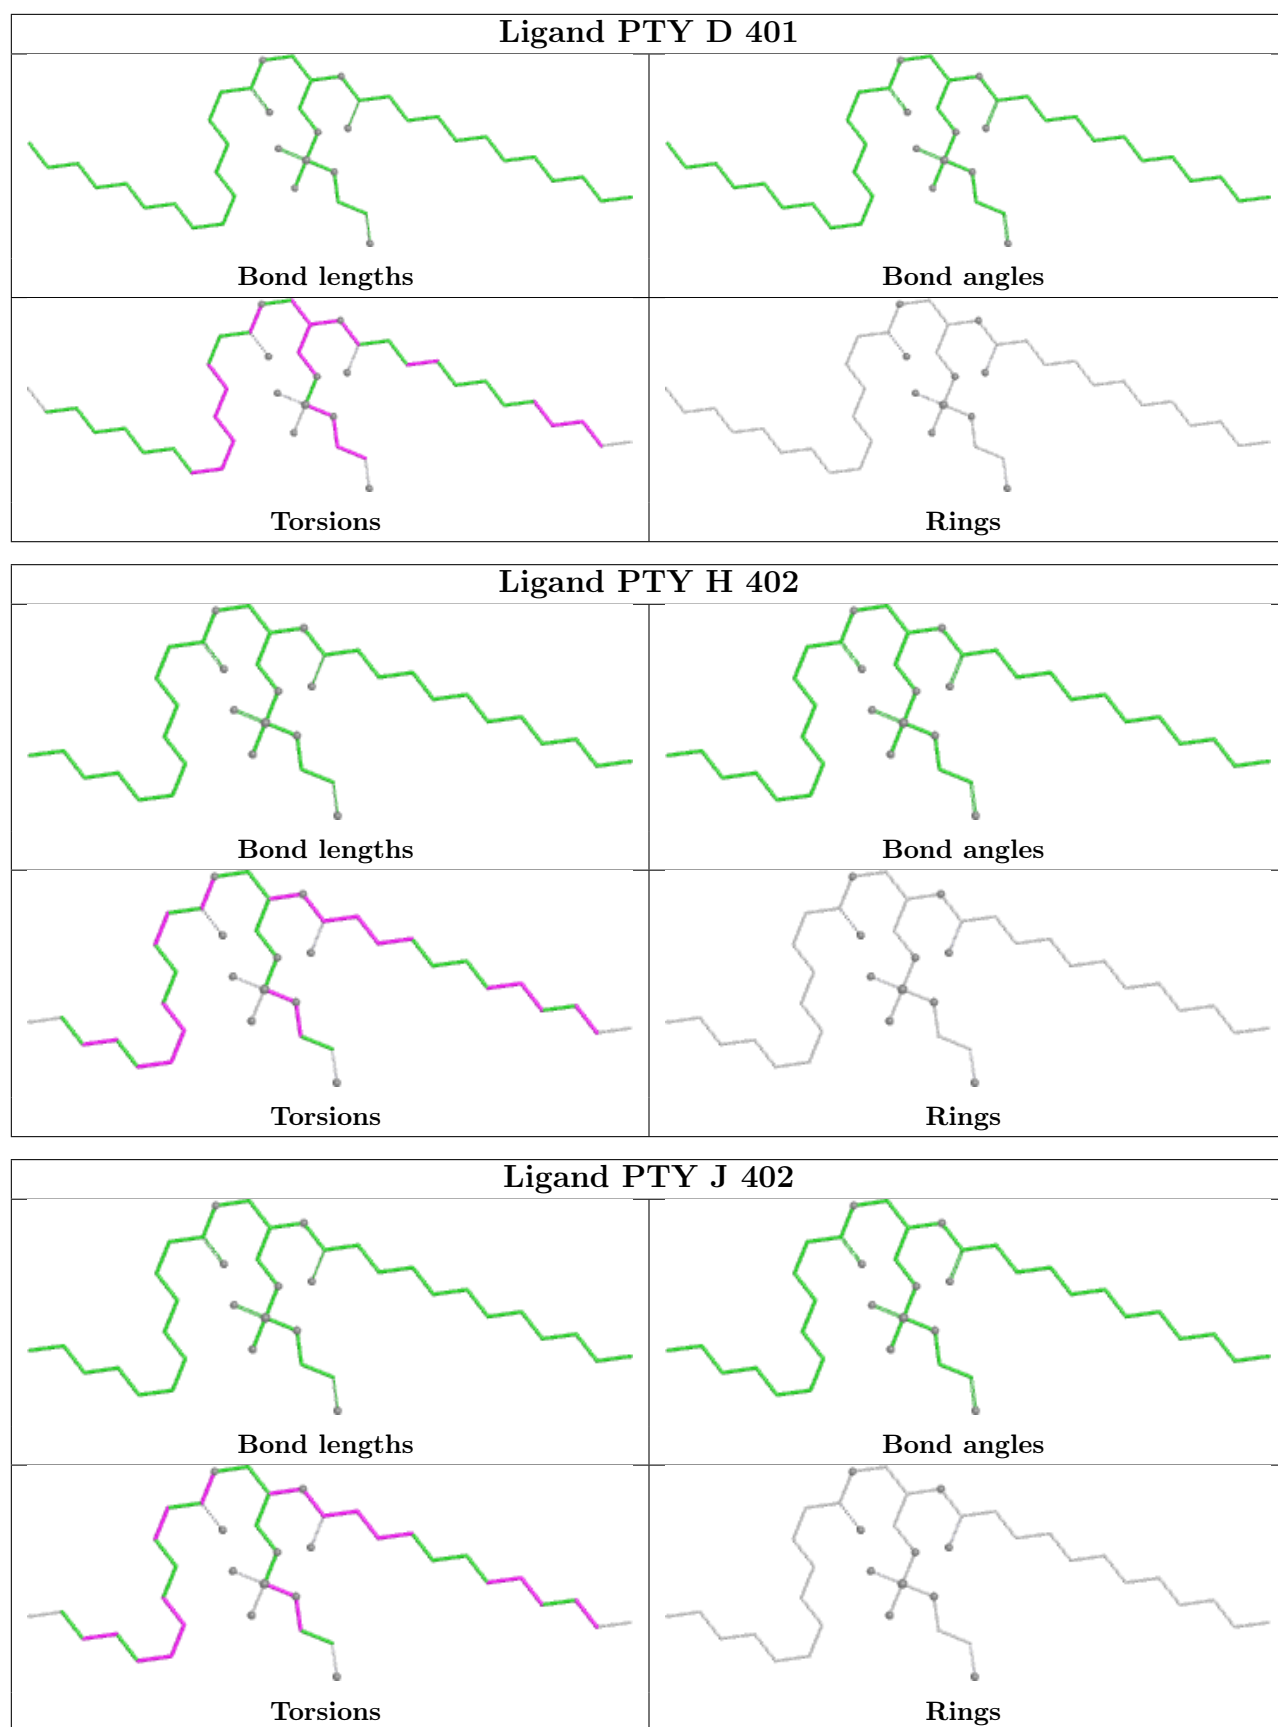 Ligand PTY D 401
Bond lengths
Bond angles
Torsions
Rings
Ligand PTY H 402
Bond lengths
Bond angles
Torsions
Rings
Ligand PTY J 402
Bond lengths
Bond angles
Torsions
Rings